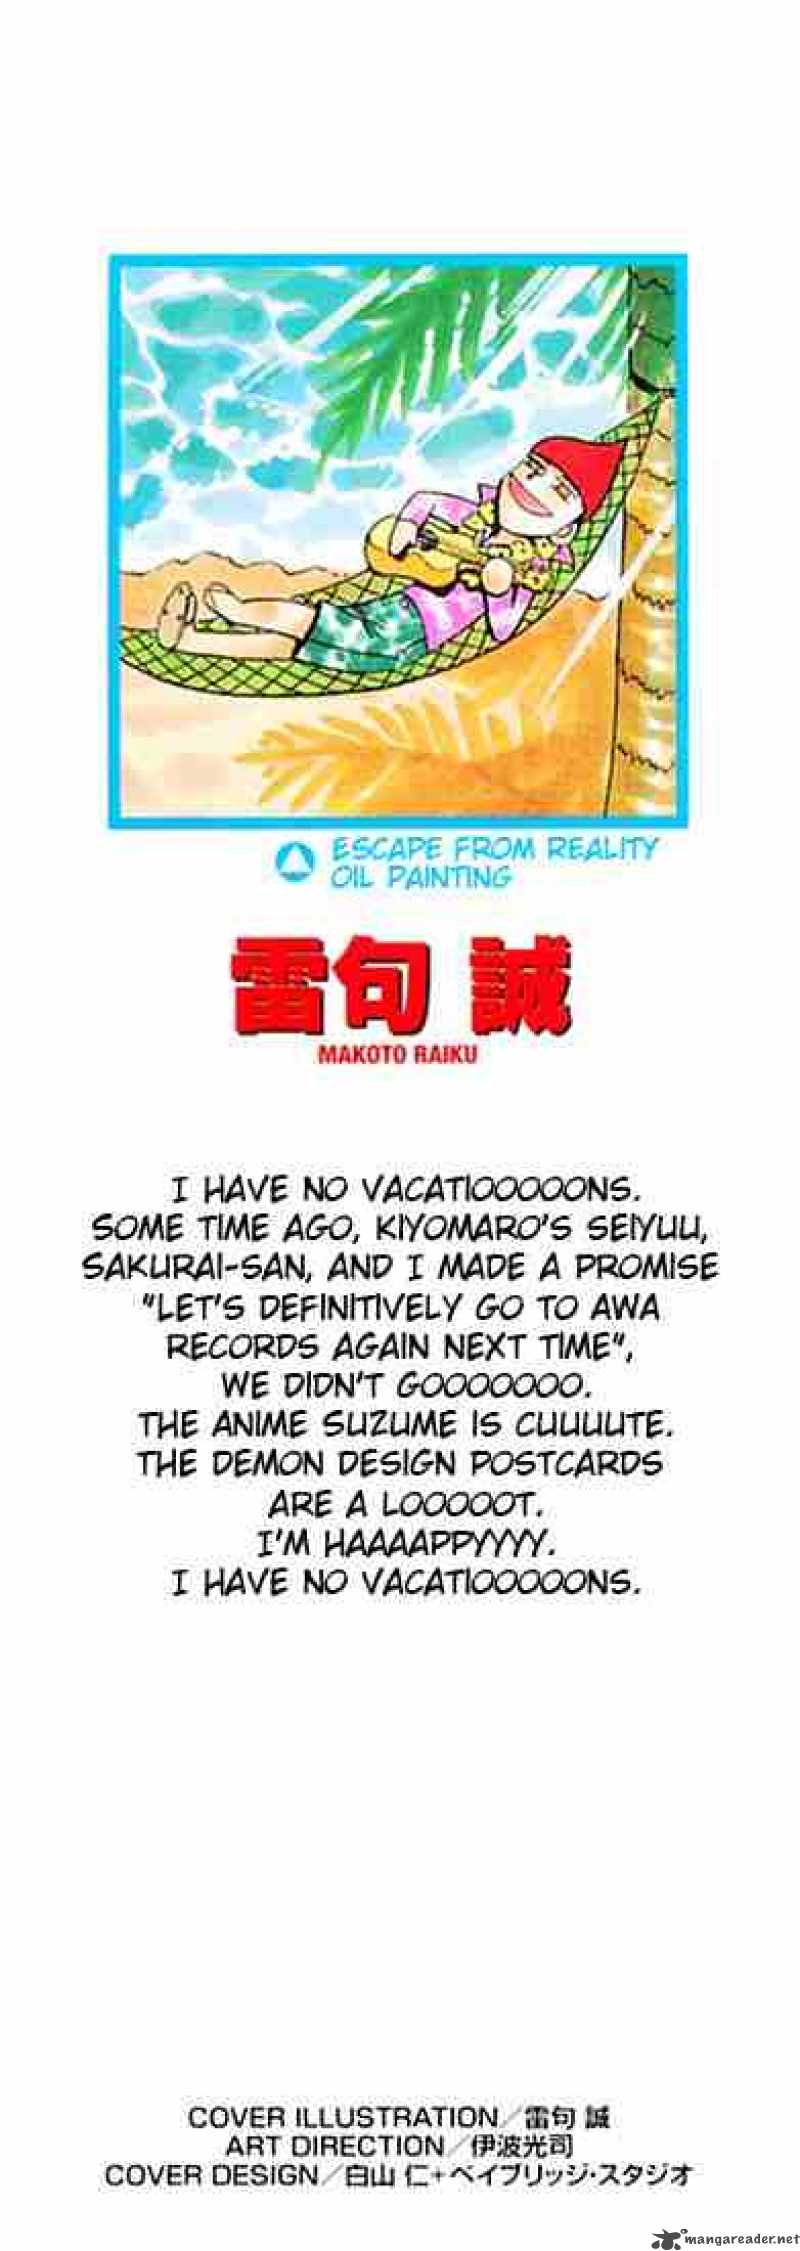 ESCAPE FROM REALITY
OIL PAINTING
雷句 誠
MAKOTO RAIKU
I HAVE NO VACATIOOOOONS.
SOME TIME AGO, KIYOMARO'S SEIYUU,
SAKURAI-SAN, AND I MADE A PROMISE
"LET'S DEFINITIVELY GO TO AWA
RECORDS AGAIN NEXT TIME",
WE DIDN'T GOOOOOOO.
THE ANIME SUZUME IS CUUUUTE.
THE DEMON DESIGN POSTCARDS
ARE A LOOOOOT.
I'M HAAAAPPYYYY.
I HAVE NO VACATIOOOOONS.
COVER ILLUSTRATION／雷句 誠
ART DIRECTION／伊波光司
COVER DESIGN／白山 仁+ベイブリッジ・スタジオ
mangareader.net